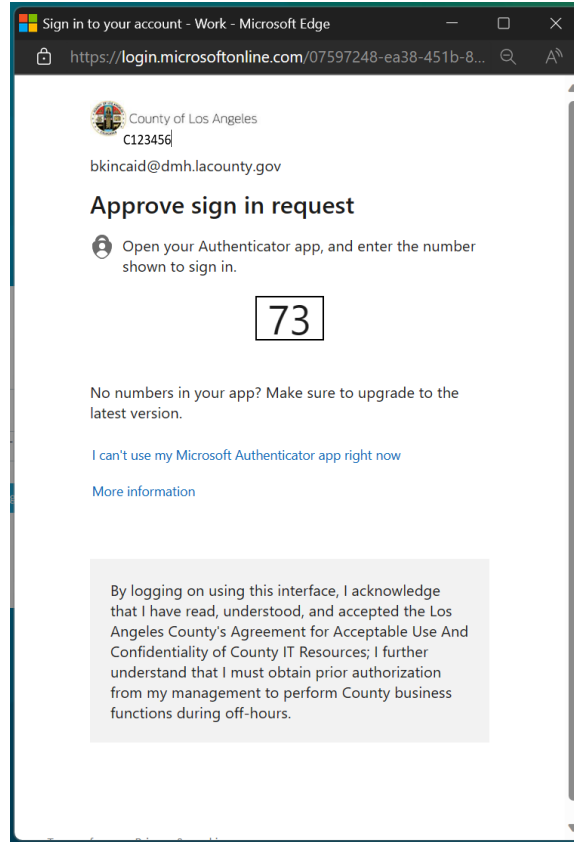 Sign in to your account - Work - Microsoft Edge
https://login.microsoftonline.com/07597248-ea38-451b-8...
County of Los Angeles
C123456
bkincaid@dmh.lacounty.gov
Approve sign in request
Open your Authenticator app, and enter the number
shown to sign in.
73
No numbers in your app? Make sure to upgrade to the
latest version.
I can't use my Microsoft Authenticator app right now
More information
By logging on using this interface, I acknowledge
that I have read, understood, and accepted the Los
Angeles County's Agreement for Acceptable Use And
Confidentiality of County IT Resources; I further
understand that I must obtain prior authorization
from my management to perform County business
functions during off-hours.